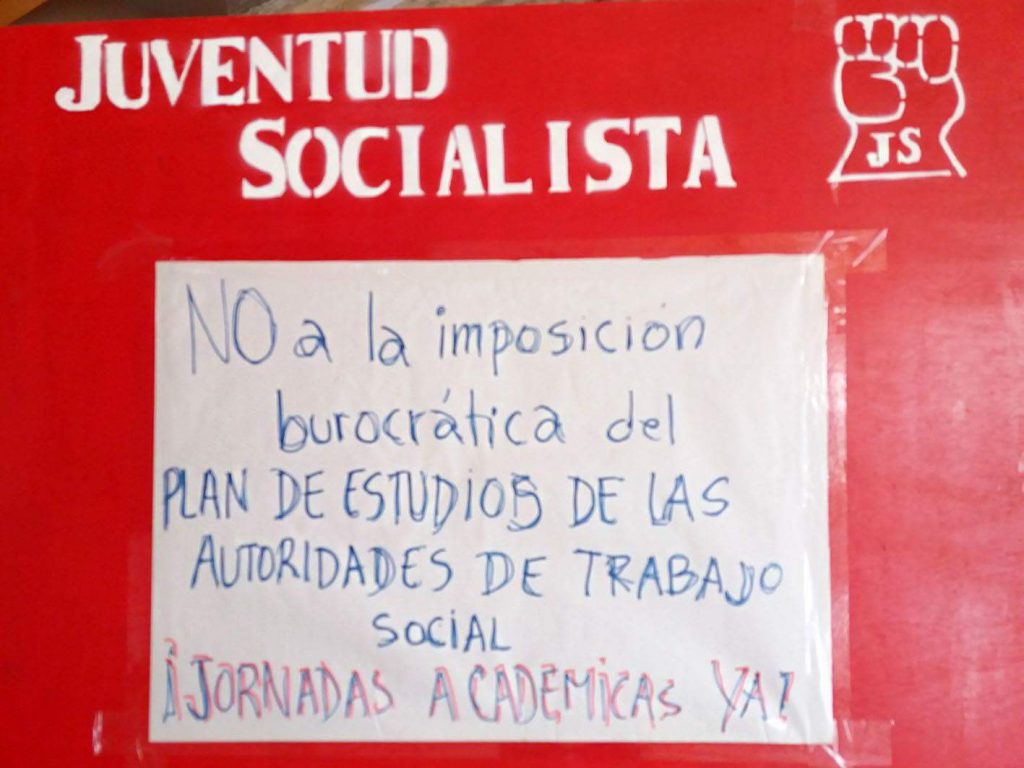 JUVENTUD
SOCIALISTA
JS
NO a la imposición
burocrática del
PLAN DE ESTUDIOS DE LAS
AUTORIDADES DE TRABAJO
SOCIAL
¡JORNADAS ACADEMICAS YA!